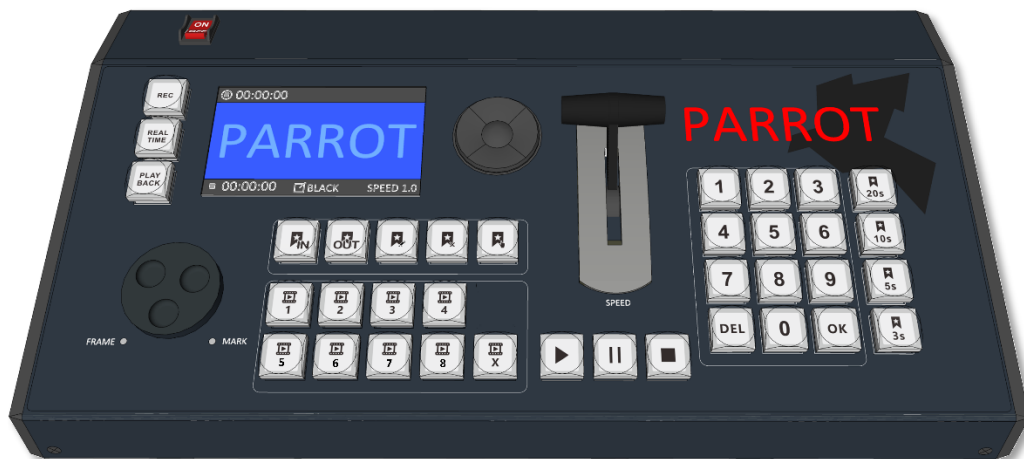 ON
OFF
REC
REAL
TIME
PLAY
BACK
00:00:00
PARROT
00:00:00 BLACK SPEED 1.0
PARROT
IN
OUT
1
2
3
4
5
6
7
8
X
FRAME
MARK
SPEED
1 2 3
4 5 6
7 8 9
DEL 0 OK
20s
10s
5s
3s